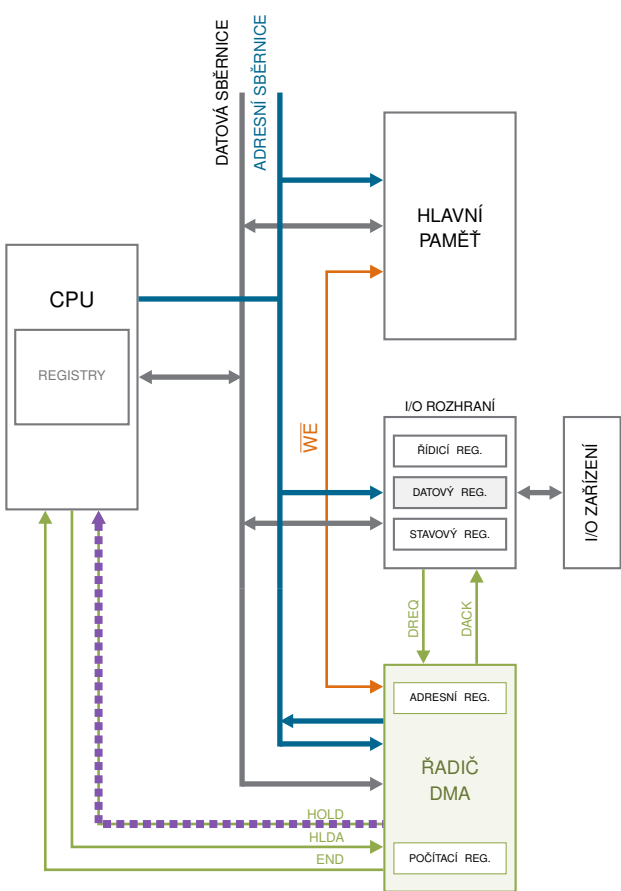 DATOVÁ SBĚRNICE
ADRESNÍ SBĚRNICE
HLAVNÍ
PAMĚŤ
CPU
REGISTRY
WE
I/O ROZHRANÍ
ŘÍDICÍ REG.
DATOVÝ REG.
STAVOVÝ REG.
I/O ZAŘÍZENÍ
DREQ
DACK
ADRESNÍ REG.
ŘADIČ
DMA
HOLD
HLDA
END
POČÍTACÍ REG.